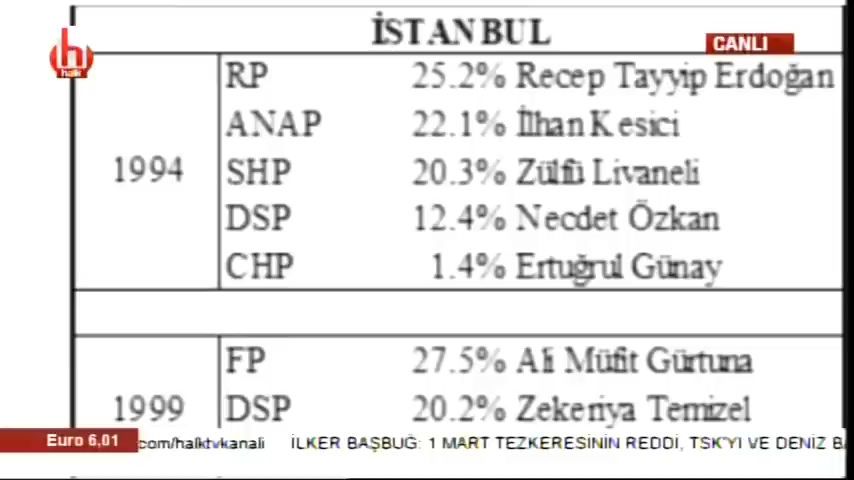 İSTANBUL
h
halk
CANLI
1994
RP 25.2% Recep Tayyip Erdoğan
ANAP 22.1% İlhan Kesici
SHP 20.3% Zülfü Livaneli
DSP 12.4% Necdet Özkan
CHP 1.4% Ertuğrul Günay
1999
FP 27.5% Ali Müfit Gürtuna
DSP 20.2% Zekeriya Temizel
Euro 6,01 com/halktvkanali İLKER BAŞBUĞ: 1 MART TEZKERESİNİN REDDİ, TSK'YI VE DENİZ BA